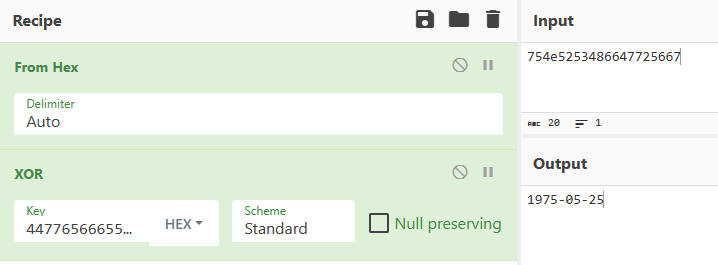 Recipe
From Hex
Delimiter
Auto
XOR
Key
44776566655...
HEX
Scheme
Standard
Null preserving
Input
754e5253486647725667
ABC 20 1
Output
1975-05-25